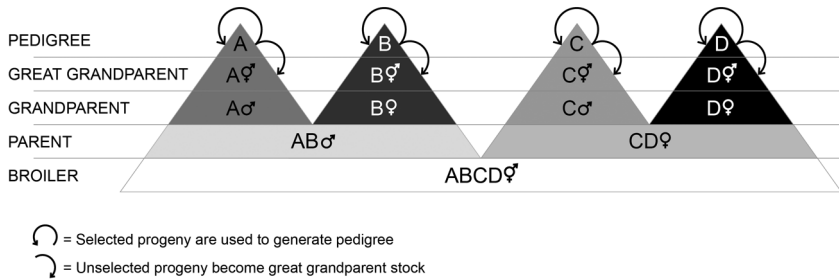 PEDIGREE A B C D
GREAT GRANDPARENT A⚥ B⚥ C⚥ D⚥
GRANDPARENT A♂ B♀ C♂ D♀
PARENT AB♂ CD♀
BROILER ABCD⚥
= Selected progeny are used to generate pedigree
= Unselected progeny become great grandparent stock